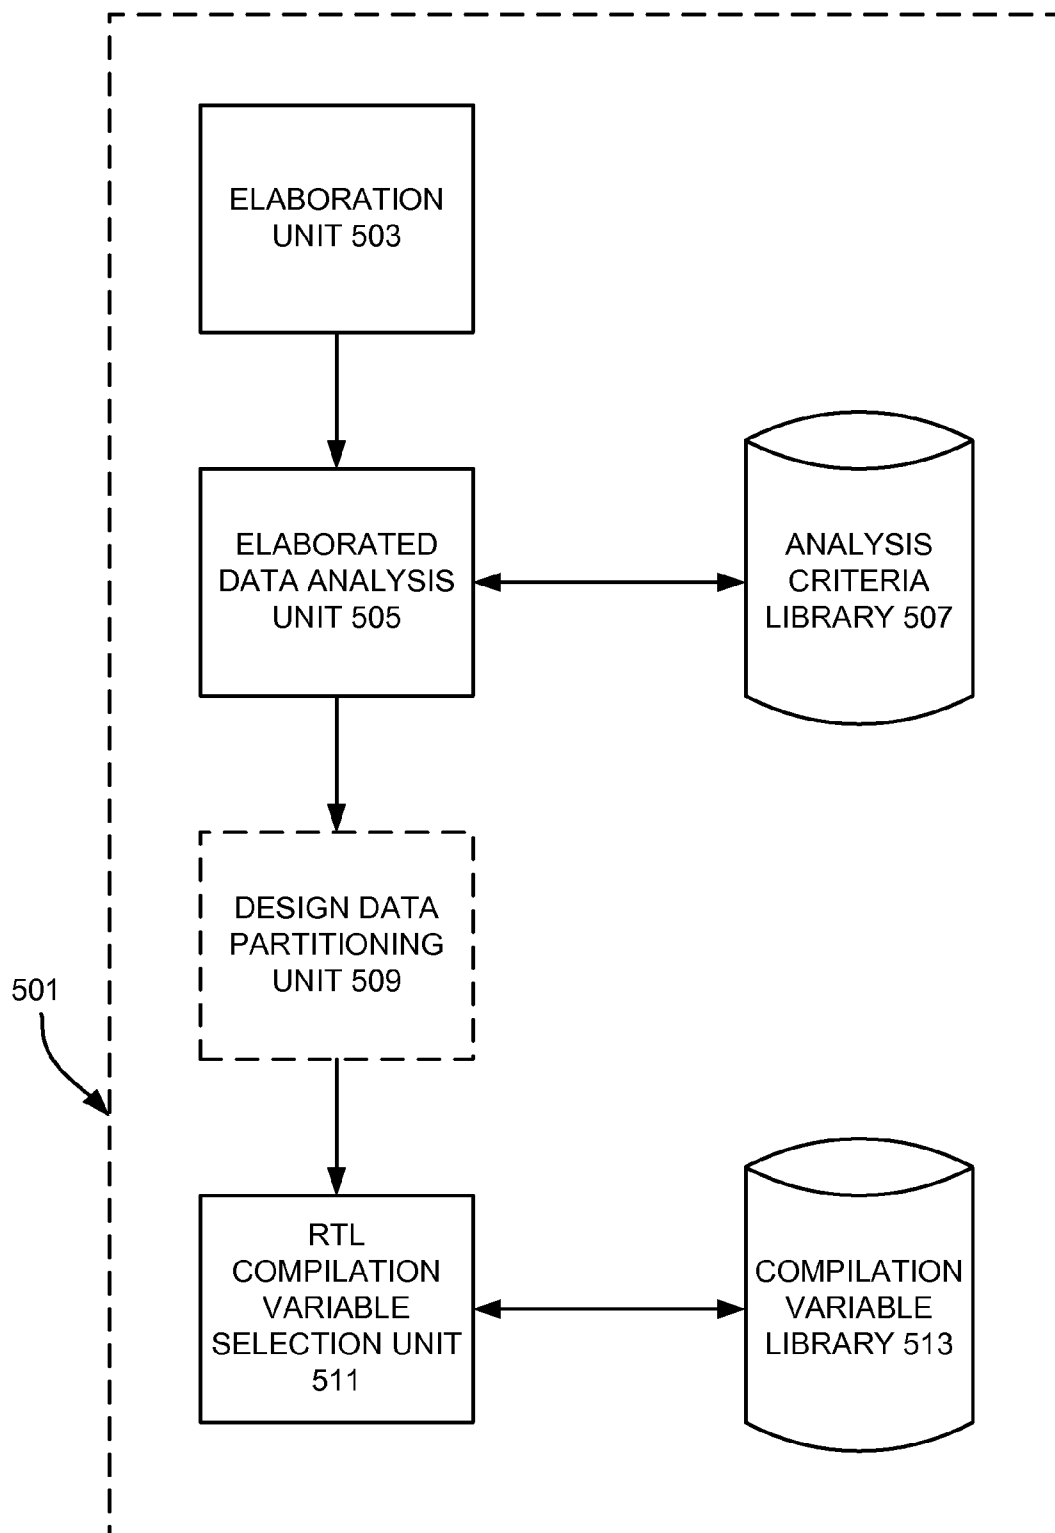 ELABORATION
UNIT 503
ELABORATED
DATA ANALYSIS
UNIT 505
ANALYSIS
CRITERIA
LIBRARY 507
DESIGN DATA
PARTITIONING
UNIT 509
501
RTL
COMPILATION
VARIABLE
SELECTION UNIT
511
COMPILATION
VARIABLE
LIBRARY 513